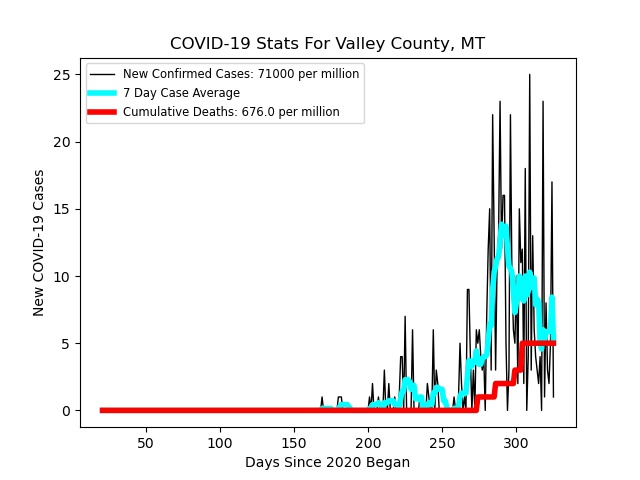 COVID-19 Stats For Valley County, MT
New Confirmed Cases: 71000 per million
7 Day Case Average
Cumulative Deaths: 676.0 per million
New COVID-19 Cases
25
20
15
10
5
0
50
100
150
200
250
300
Days Since 2020 Began